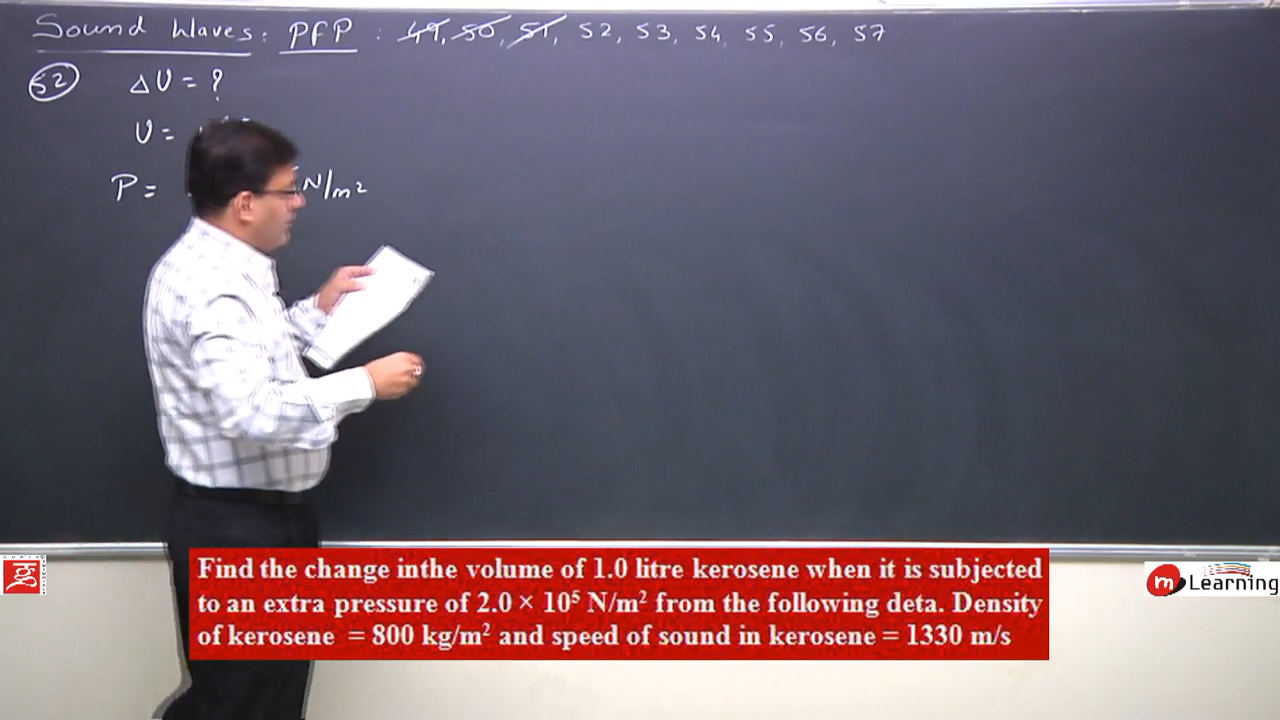 Sound Waves: PFP : 49, 50, 51, 52, 53, 54, 55, 56, 57
52 ΔV = ?
V =
P = N/m²
Find the change inthe volume of 1.0 litre kerosene when it is subjected
to an extra pressure of 2.0 × 10⁵ N/m² from the following deta. Density
of kerosene = 800 kg/m² and speed of sound in kerosene = 1330 m/s
m Learning